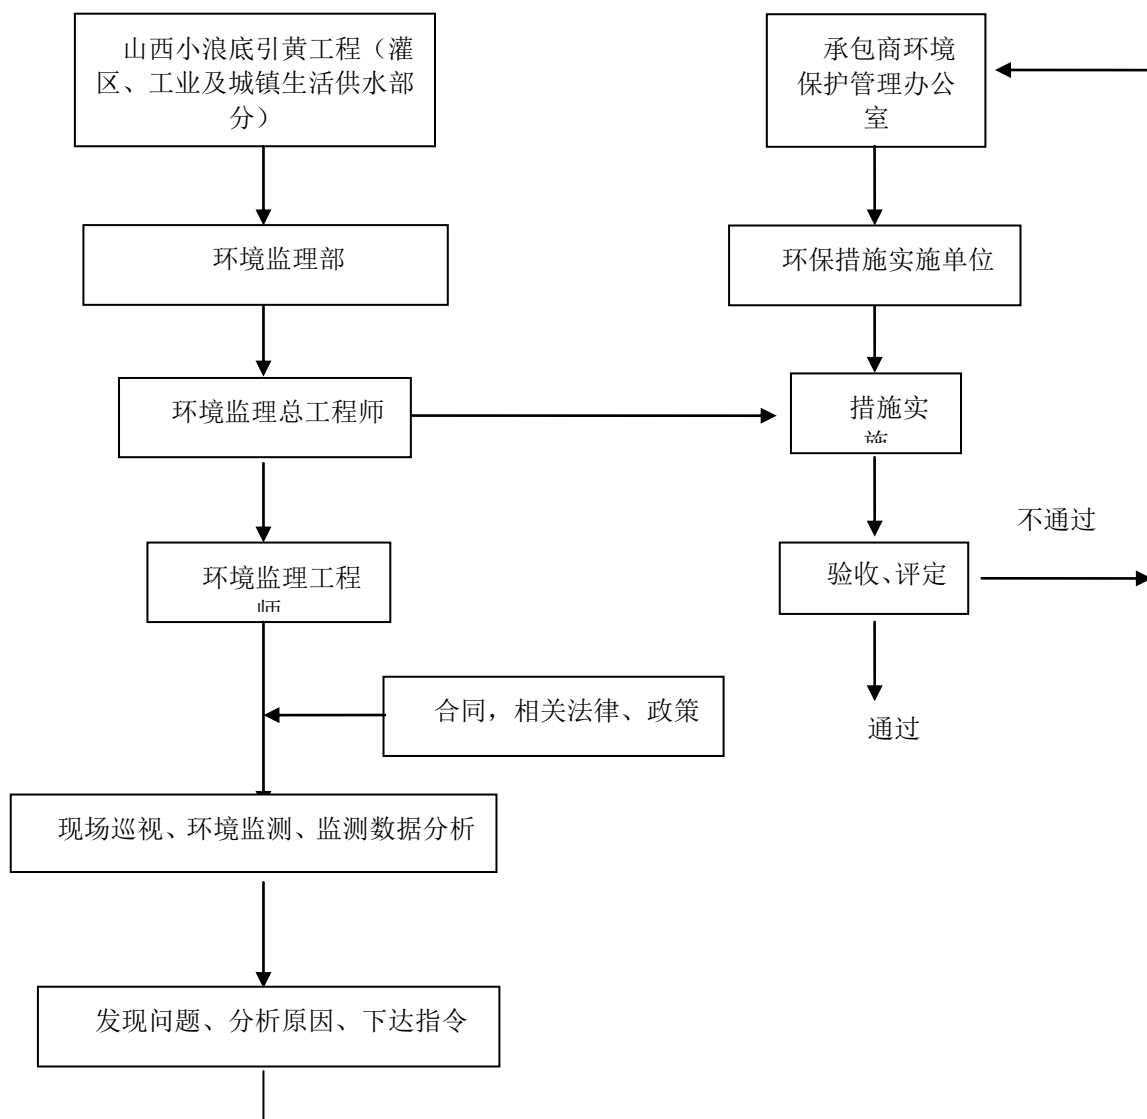 山西小浪底引黄工程（灌
区、工业及城镇生活供水部
分）
承包商环境
保护管理办公
室
环境监理部
环保措施实施单位
环境监理总工程师
措施实
施
不通过
环境监理工程
师
验收、评定
合同，相关法律、政策
通过
现场巡视、环境监测、监测数据分析
发现问题、分析原因、下达指令